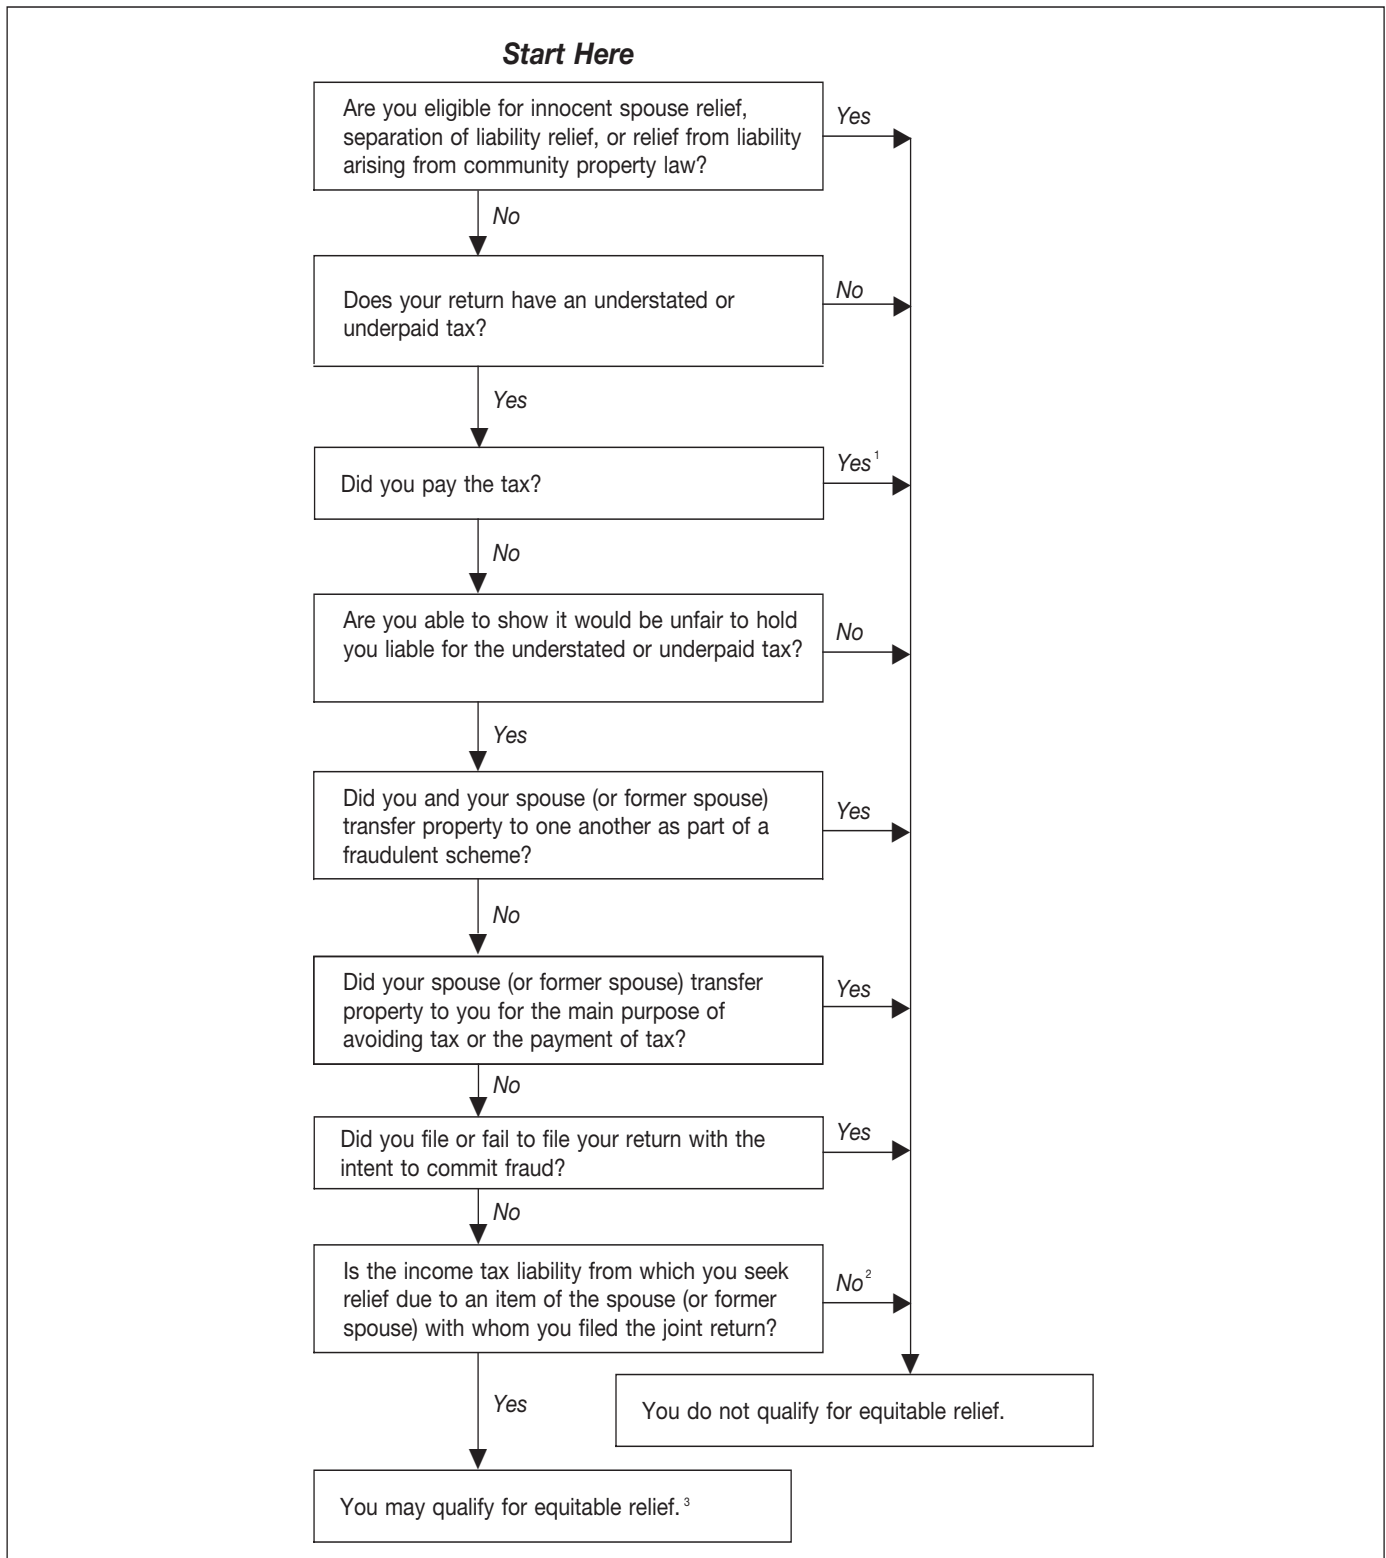 Start Here
Are you eligible for innocent spouse relief,
separation of liability relief, or relief from liability
arising from community property law?
Yes
No
Does your return have an understated or
underpaid tax?
No
Yes
Did you pay the tax?
Yes¹
No
Are you able to show it would be unfair to hold
you liable for the understated or underpaid tax?
No
Yes
Did you and your spouse (or former spouse)
transfer property to one another as part of a
fraudulent scheme?
Yes
No
Did your spouse (or former spouse) transfer
property to you for the main purpose of
avoiding tax or the payment of tax?
Yes
No
Did you file or fail to file your return with the
intent to commit fraud?
Yes
No
Is the income tax liability from which you seek
relief due to an item of the spouse (or former
spouse) with whom you filed the joint return?
No²
Yes
You do not qualify for equitable relief.
You may qualify for equitable relief.³